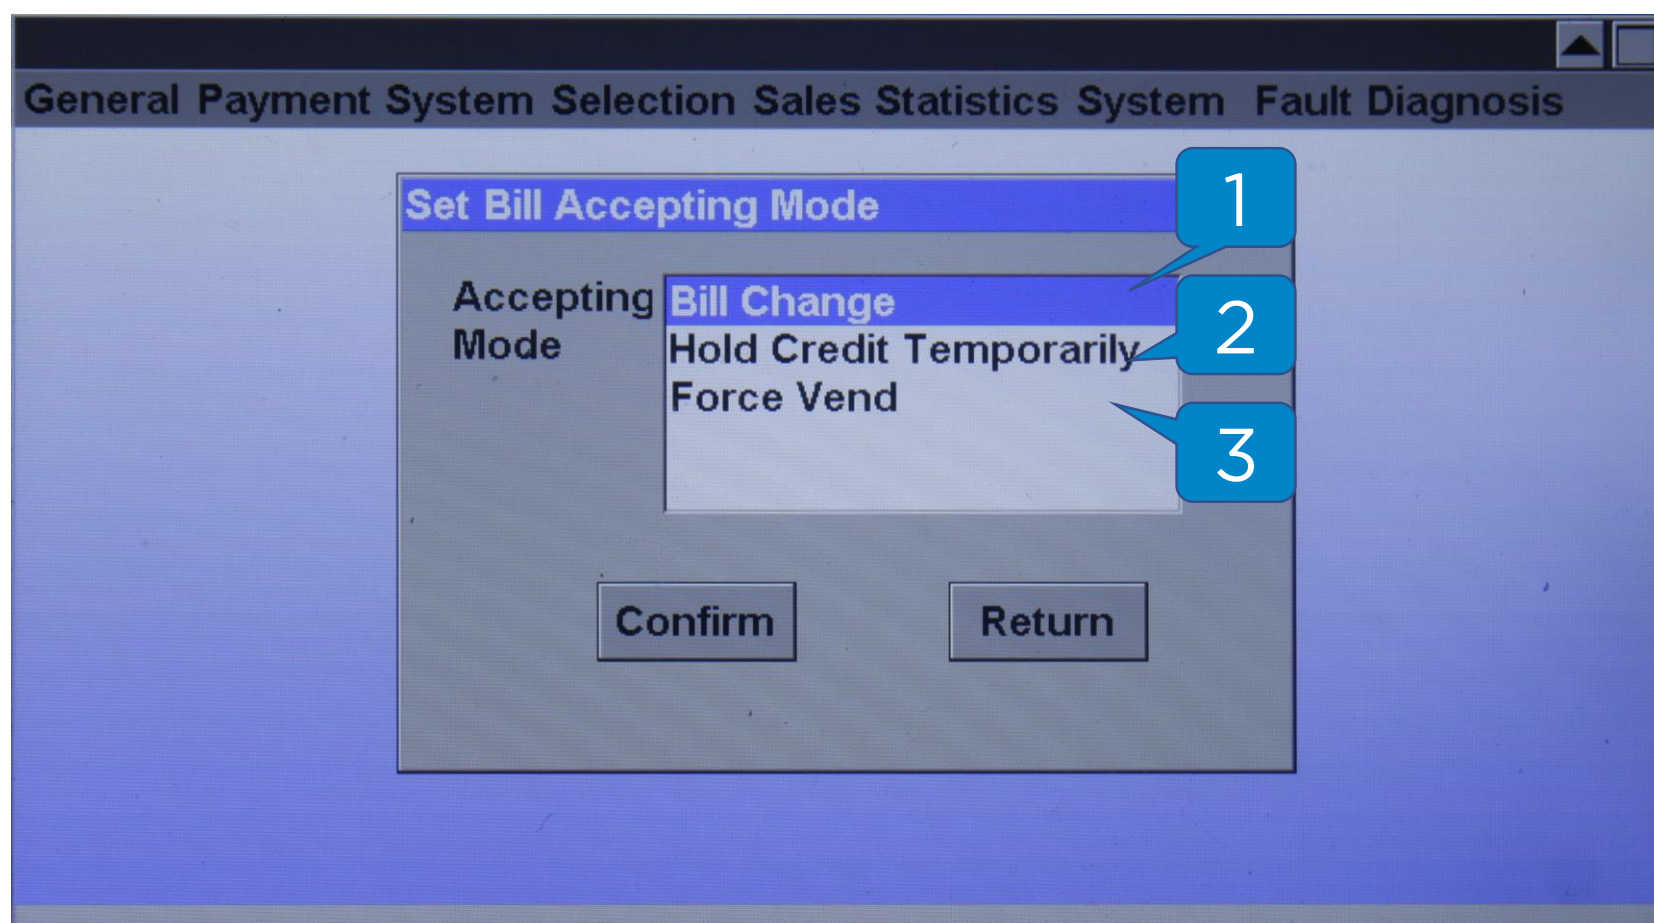 General Payment System Selection Sales Statistics System Fault Diagnosis
Set Bill Accepting Mode
1
Accepting Mode
Bill Change
2
Hold Credit Temporarily
Force Vend
3
Confirm
Return